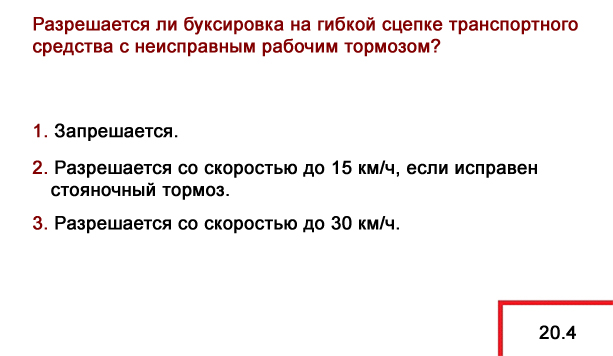 Разрешается ли буксировка на гибкой сцепке транспортного
средства с неисправным рабочим тормозом?
1. Запрещается.
2. Разрешается со скоростью до 15 км/ч, если исправен
стояночный тормоз.
3. Разрешается со скоростью до 30 км/ч.
20.4